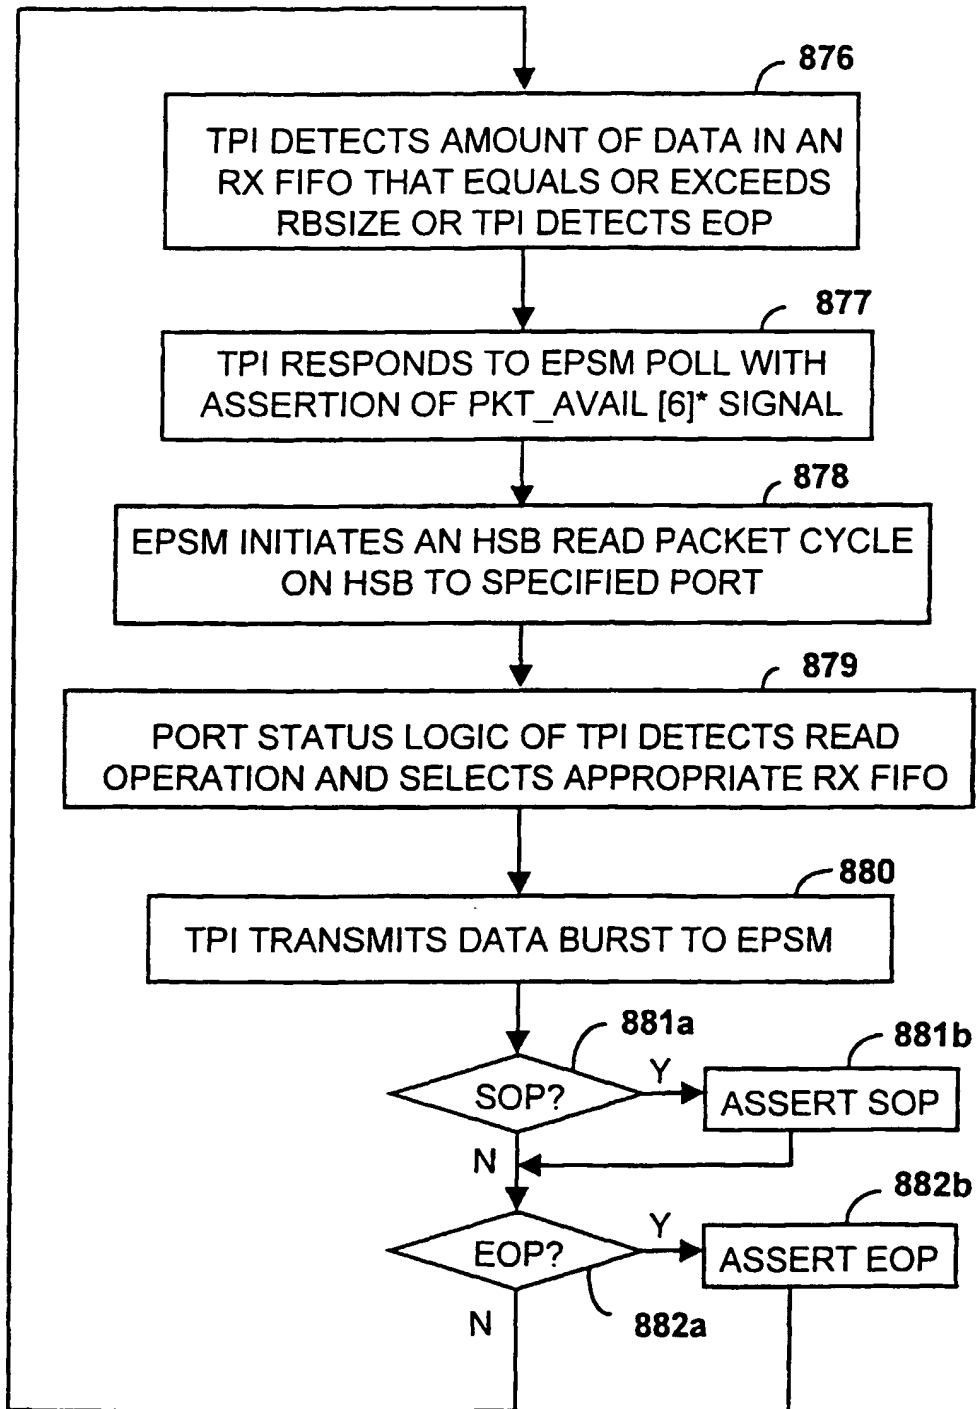 876
TPI DETECTS AMOUNT OF DATA IN AN
RX FIFO THAT EQUALS OR EXCEEDS
RBSIZE OR TPI DETECTS EOP
877
TPI RESPONDS TO EPSM POLL WITH
ASSERTION OF PKT_AVAIL [6]* SIGNAL
878
EPSM INITIATES AN HSB READ PACKET CYCLE
ON HSB TO SPECIFIED PORT
879
PORT STATUS LOGIC OF TPI DETECTS READ
OPERATION AND SELECTS APPROPRIATE RX FIFO
880
TPI TRANSMITS DATA BURST TO EPSM
881a
881b
SOP?
Y
ASSERT SOP
N
882b
EOP?
Y
ASSERT EOP
N
882a